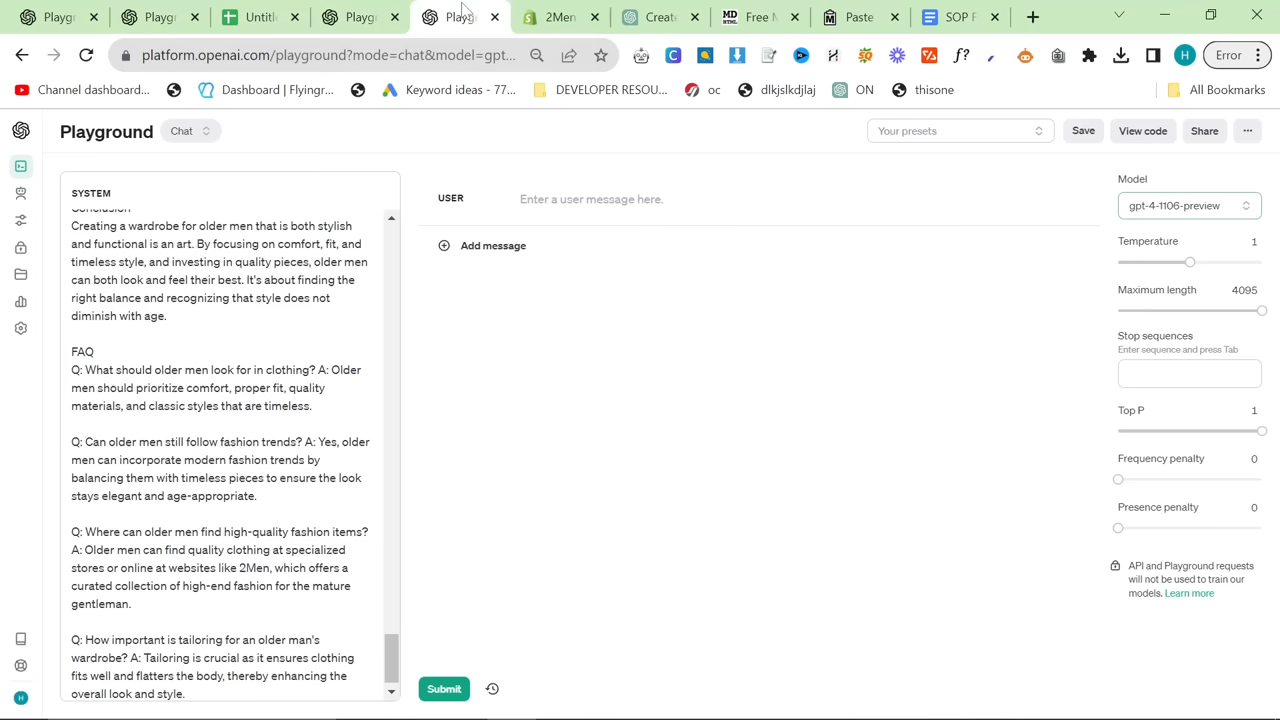 Playgr
Playgr
Untitle
Playgr
Playgr
2Men
Create
Free M
Paste
SOP F
platform.openai.com/playground?mode=chat&model=gpt...
Error
Channel dashboard...
Dashboard | Flyingr...
Keyword ideas - 77...
DEVELOPER RESOU...
oc
dlkjslkdjlaj
ON
thisone
All Bookmarks
Playground
Chat
Your presets
Save
View code
Share
SYSTEM
Creating a wardrobe for older men that is both stylish
and functional is an art. By focusing on comfort, fit, and
timeless style, and investing in quality pieces, older men
can both look and feel their best. It's about finding the
right balance and recognizing that style does not
diminish with age.
FAQ
Q: What should older men look for in clothing? A: Older
men should prioritize comfort, proper fit, quality
materials, and classic styles that are timeless.
Q: Can older men still follow fashion trends? A: Yes, older
men can incorporate modern fashion trends by
balancing them with timeless pieces to ensure the look
stays elegant and age-appropriate.
Q: Where can older men find high-quality fashion items?
A: Older men can find quality clothing at specialized
stores or online at websites like 2Men, which offers a
curated collection of high-end fashion for the mature
gentleman.
Q: How important is tailoring for an older man's
wardrobe? A: Tailoring is crucial as it ensures clothing
fits well and flatters the body, thereby enhancing the
overall look and style.
USER
Enter a user message here.
Add message
Submit
Model
gpt-4-1106-preview
Temperature 1
Maximum length 4095
Stop sequences
Enter sequence and press Tab
Top P 1
Frequency penalty 0
Presence penalty 0
API and Playground requests
will not be used to train our
models. Learn more
H
H